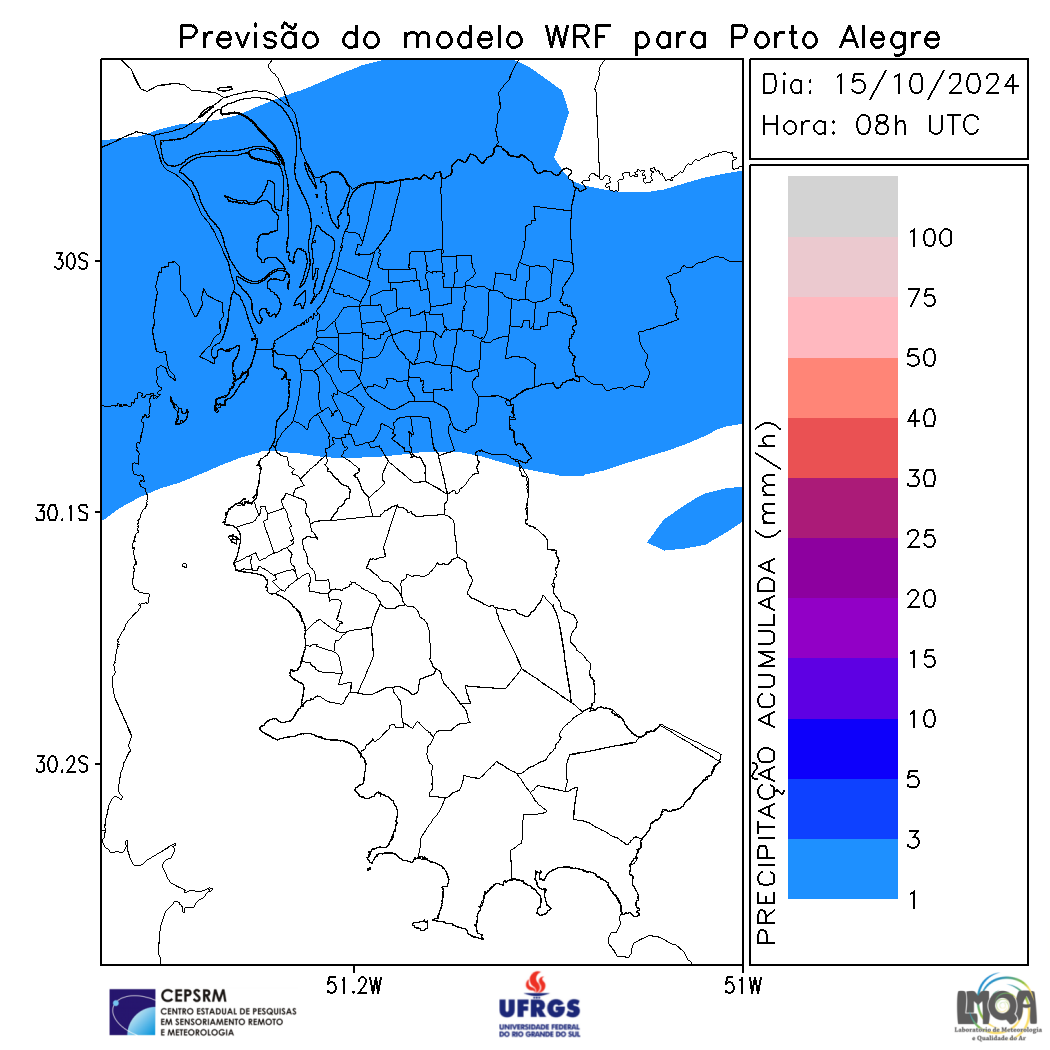 Previsão do modelo WRF para Porto Alegre
Dia: 15/10/2024
Hora: 08h UTC
30S
30.1S
30.2S
51.2W
51W
PRECIPITAÇÃO ACUMULADA (mm/h)
100
75
50
40
30
25
20
15
10
5
3
1
CEPSRM
CENTRO ESTADUAL DE PESQUISAS
EM SENSORIAMENTO REMOTO
E METEOROLOGIA
UFRGS
UNIVERSIDADE FEDERAL
DO RIO GRANDE DO SUL
LMQA
Laboratório de Meteorologia
e Qualidade do Ar